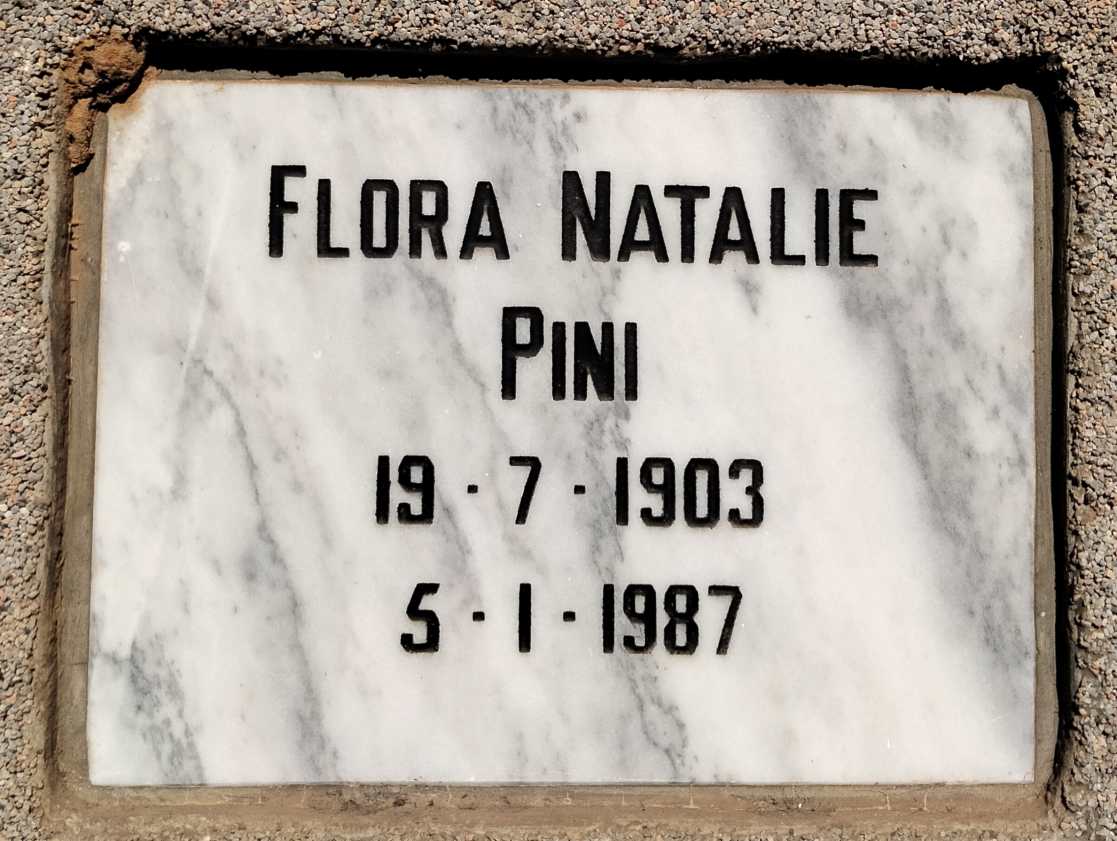 FLORA NATALIE
PINI
19 · 7 · 1903
5 · 1 · 1987